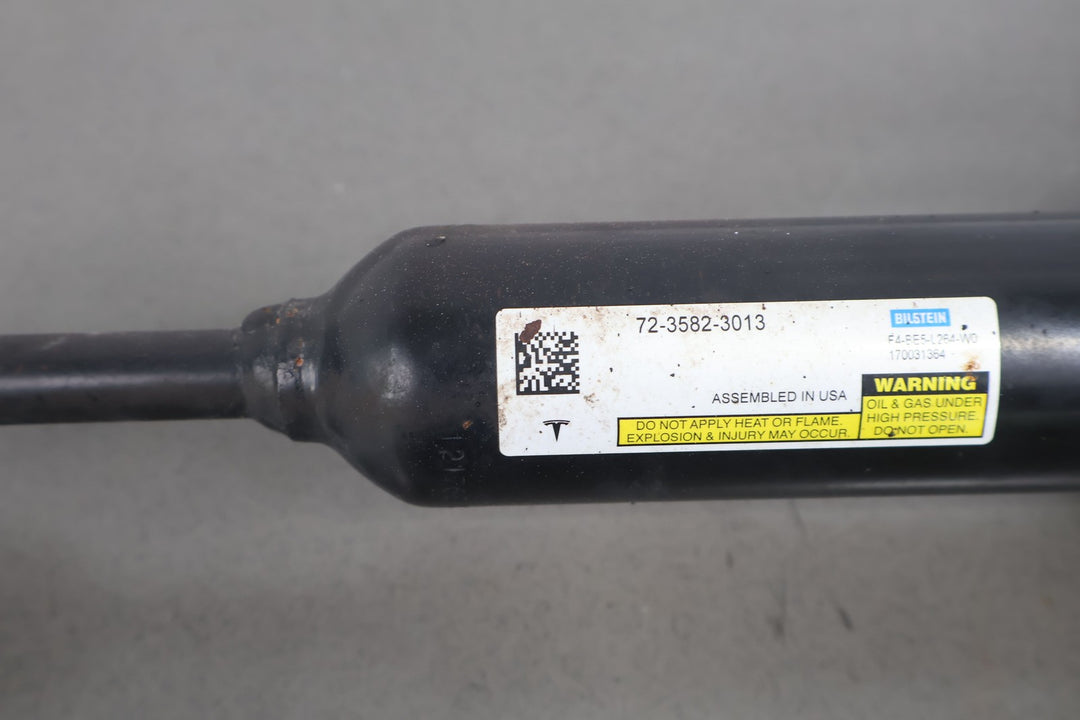 72-3582-3013
BILSTEIN
170031364
ASSEMBLED IN USA
WARNING
OIL & GAS UNDER
HIGH PRESSURE.
DO NOT OPEN.
DO NOT APPLY HEAT OR FLAME.
EXPLOSION & INJURY MAY OCCUR.